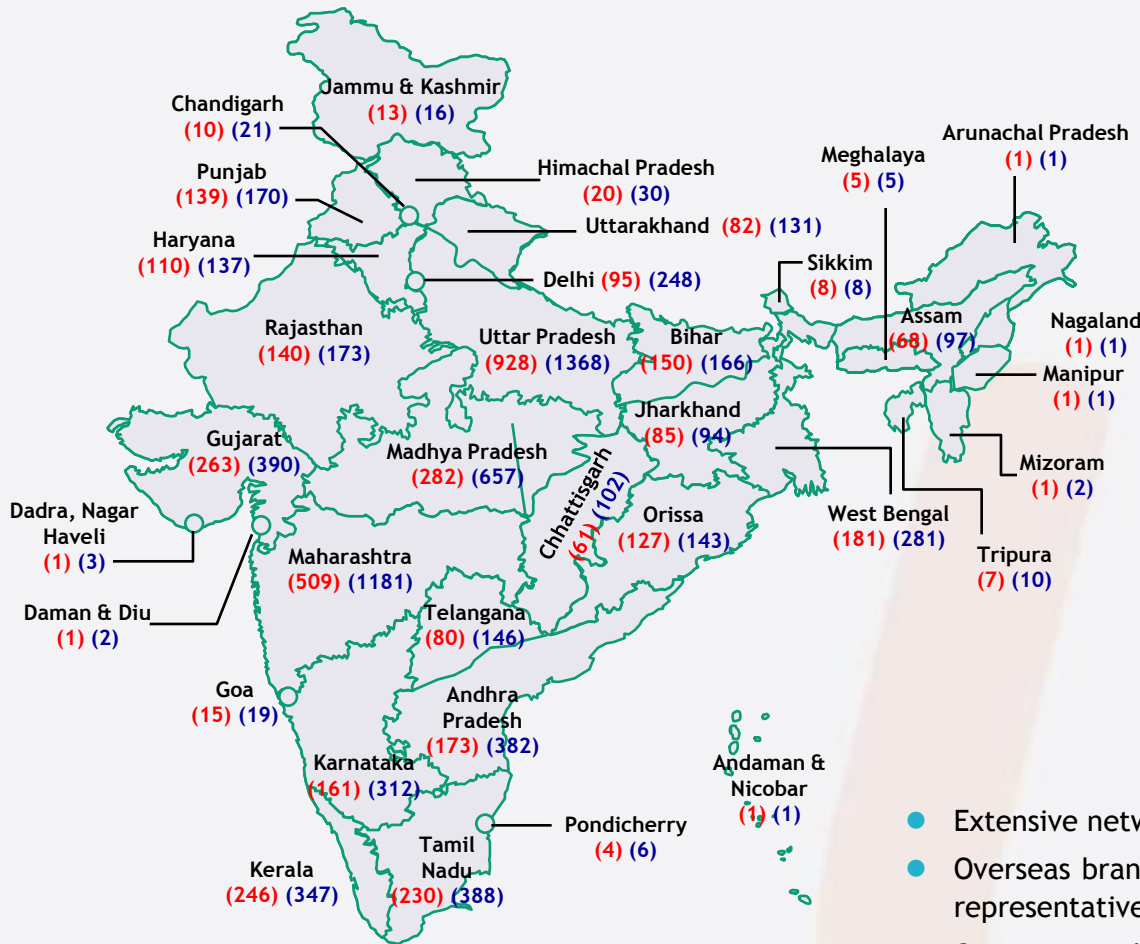 Jammu & Kashmir
(13) (16)
Chandigarh
(10) (21)
Arunachal Pradesh
(1) (1)
Meghalaya
(5) (5)
Himachal Pradesh
(20) (30)
Punjab
(139) (170)
Uttarakhand (82) (131)
Haryana
(110) (137)
Sikkim
(8) (8)
Delhi (95) (248)
Assam
(68) (97)
Nagaland
(1) (1)
Rajasthan
(140) (173)
Uttar Pradesh
(928) (1368)
Bihar
(150) (166)
Manipur
(1) (1)
Jharkhand
(85) (94)
Gujarat
(263) (390)
Madhya Pradesh
(282) (657)
Chhattisgarh
(61) (102)
Mizoram
(1) (2)
Dadra, Nagar
Haveli
(1) (3)
Orissa
(127) (143)
West Bengal
(181) (281)
Maharashtra
(509) (1181)
Tripura
(7) (10)
Daman & Diu
(1) (2)
Telangana
(80) (146)
Goa
(15) (19)
Andhra
Pradesh
(173) (382)
Karnataka
(161) (312)
Andaman &
Nicobar
(1) (1)
Pondicherry
(4) (6)
Tamil
Nadu
(230) (388)
Kerala
(246) (347)
Extensive netw
Overseas bran
representative